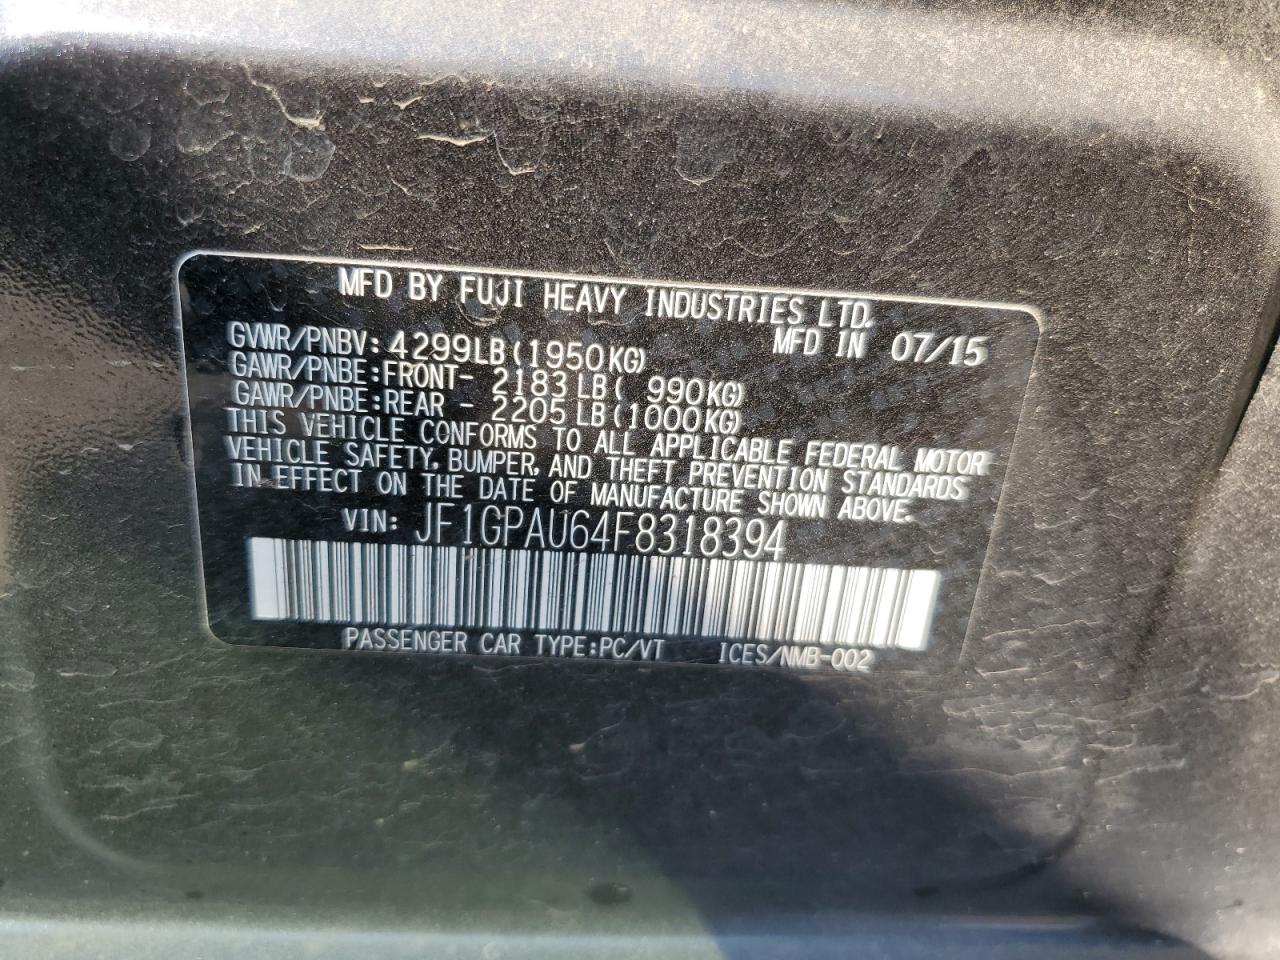 MFD BY FUJI HEAVY INDUSTRIES LTD.
MFD IN 07/15
GVWR/PNBV: 4299LB(1950KG)
GAWR/PNBE:FRONT- 2183LB( 990KG)
GAWR/PNBE:REAR - 2205LB(1000KG)
THIS VEHICLE CONFORMS TO ALL APPLICABLE FEDERAL MOTOR
VEHICLE SAFETY, BUMPER, AND THEFT PREVENTION STANDARDS
IN EFFECT ON THE DATE OF MANUFACTURE SHOWN ABOVE.
VIN: JF1GPAU64F8318394
PASSENGER CAR TYPE:PC/VT ICES/NMB-002